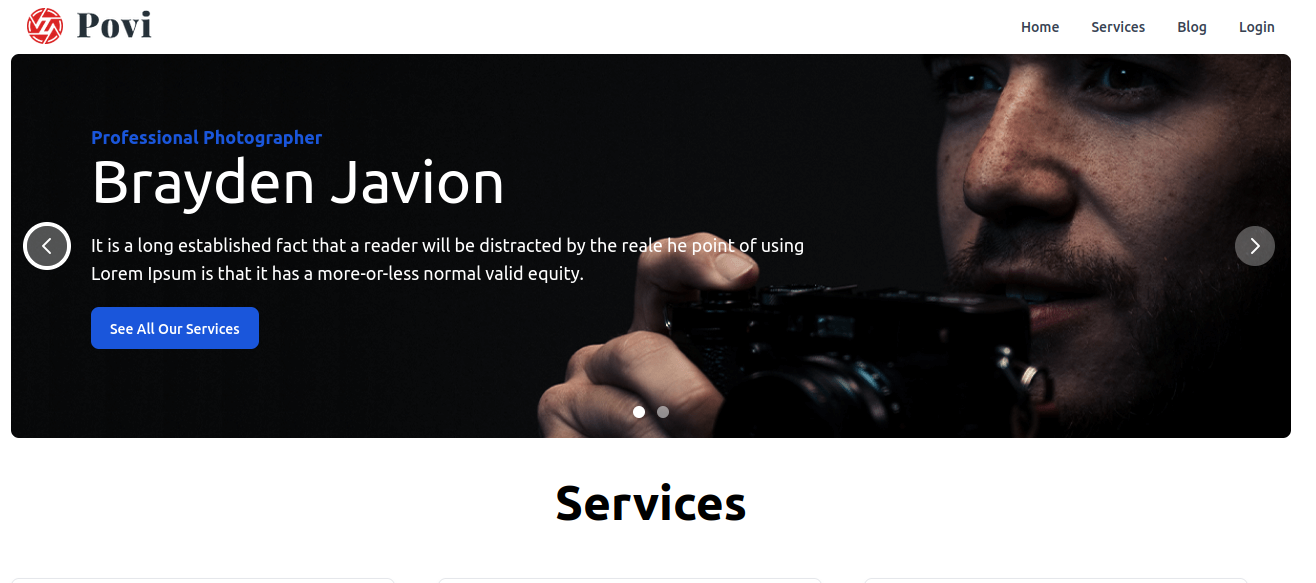 Povi
Home Services Blog Login
Professional Photographer
Brayden Javion
It is a long established fact that a reader will be distracted by the reale he point of using
Lorem Ipsum is that it has a more-or-less normal valid equity.
See All Our Services
Services